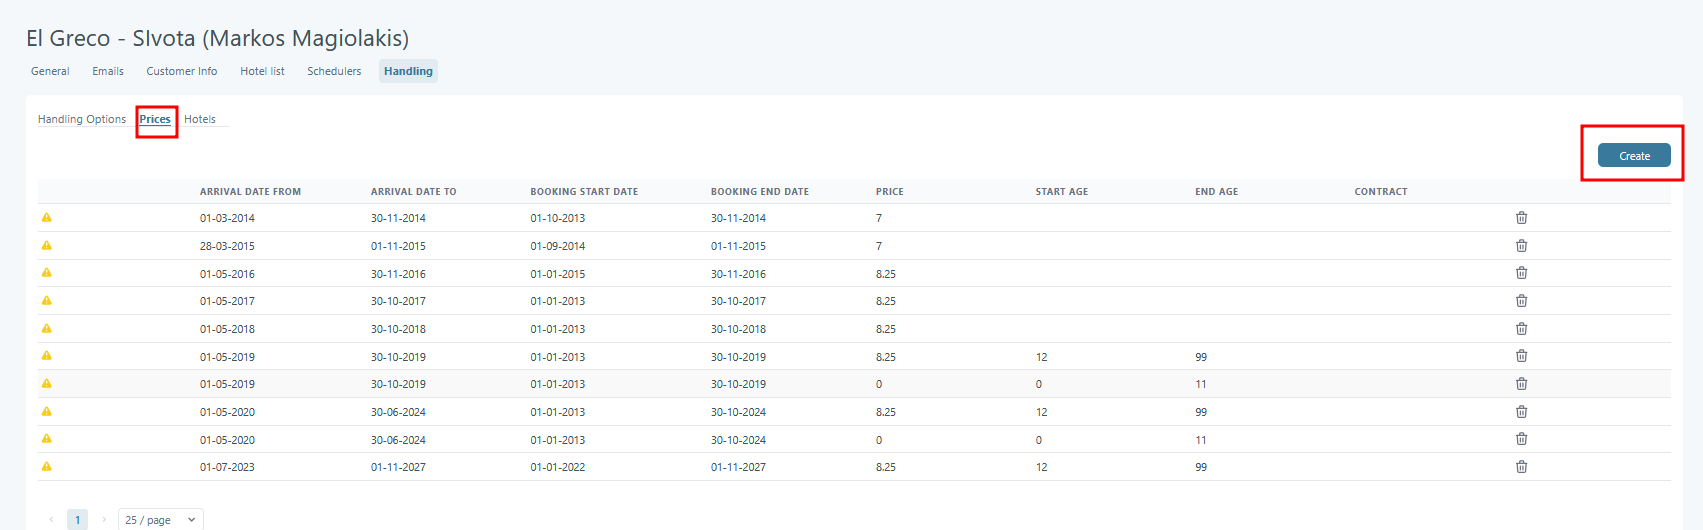 El Greco - SIvota (Markos Magiolakis)
General Emails Customer Info Hotel list Schedulers Handling
Handling Options Prices Hotels
Create
ARRIVAL DATE FROM ARRIVAL DATE TO BOOKING START DATE BOOKING END DATE PRICE START AGE END AGE CONTRACT
01-03-2014 30-11-2014 01-10-2013 30-11-2014 7
28-03-2015 01-11-2015 01-09-2014 01-11-2015 7
01-05-2016 30-11-2016 01-01-2015 30-11-2016 8.25
01-05-2017 30-10-2017 01-01-2013 30-10-2017 8.25
01-05-2018 30-10-2018 01-01-2013 30-10-2018 8.25
01-05-2019 30-10-2019 01-01-2013 30-10-2019 8.25 12 99
01-05-2019 30-10-2019 01-01-2013 30-10-2019 0 0 11
01-05-2020 30-06-2024 01-01-2013 30-10-2024 8.25 12 99
01-05-2020 30-06-2024 01-01-2013 30-10-2024 0 0 11
01-07-2023 01-11-2027 01-01-2022 01-11-2027 8.25 12 99
1 25 / page